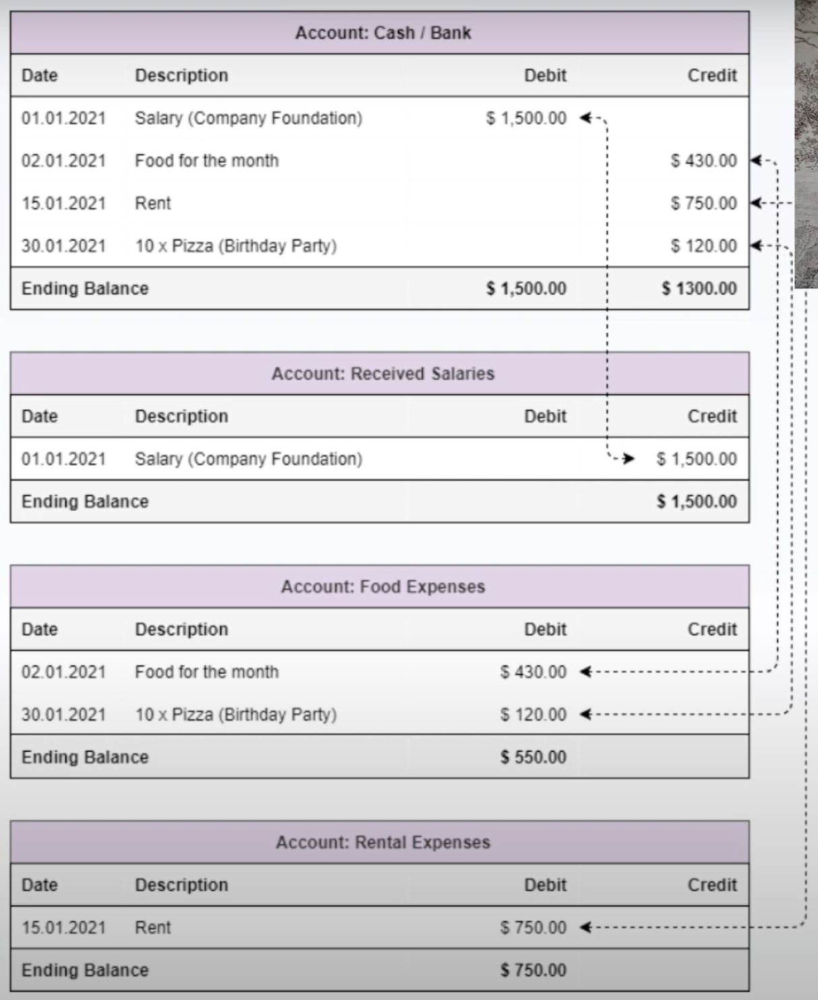 Account: Cash / Bank
Date Description Debit Credit
01.01.2021 Salary (Company Foundation) $ 1,500.00
02.01.2021 Food for the month $ 430.00
15.01.2021 Rent $ 750.00
30.01.2021 10 x Pizza (Birthday Party) $ 120.00
Ending Balance $ 1,500.00 $ 1300.00
Account: Received Salaries
Date Description Debit Credit
01.01.2021 Salary (Company Foundation) $ 1,500.00
Ending Balance $ 1,500.00
Account: Food Expenses
Date Description Debit Credit
02.01.2021 Food for the month $ 430.00
30.01.2021 10 x Pizza (Birthday Party) $ 120.00
Ending Balance $ 550.00
Account: Rental Expenses
Date Description Debit Credit
15.01.2021 Rent $ 750.00
Ending Balance $ 750.00